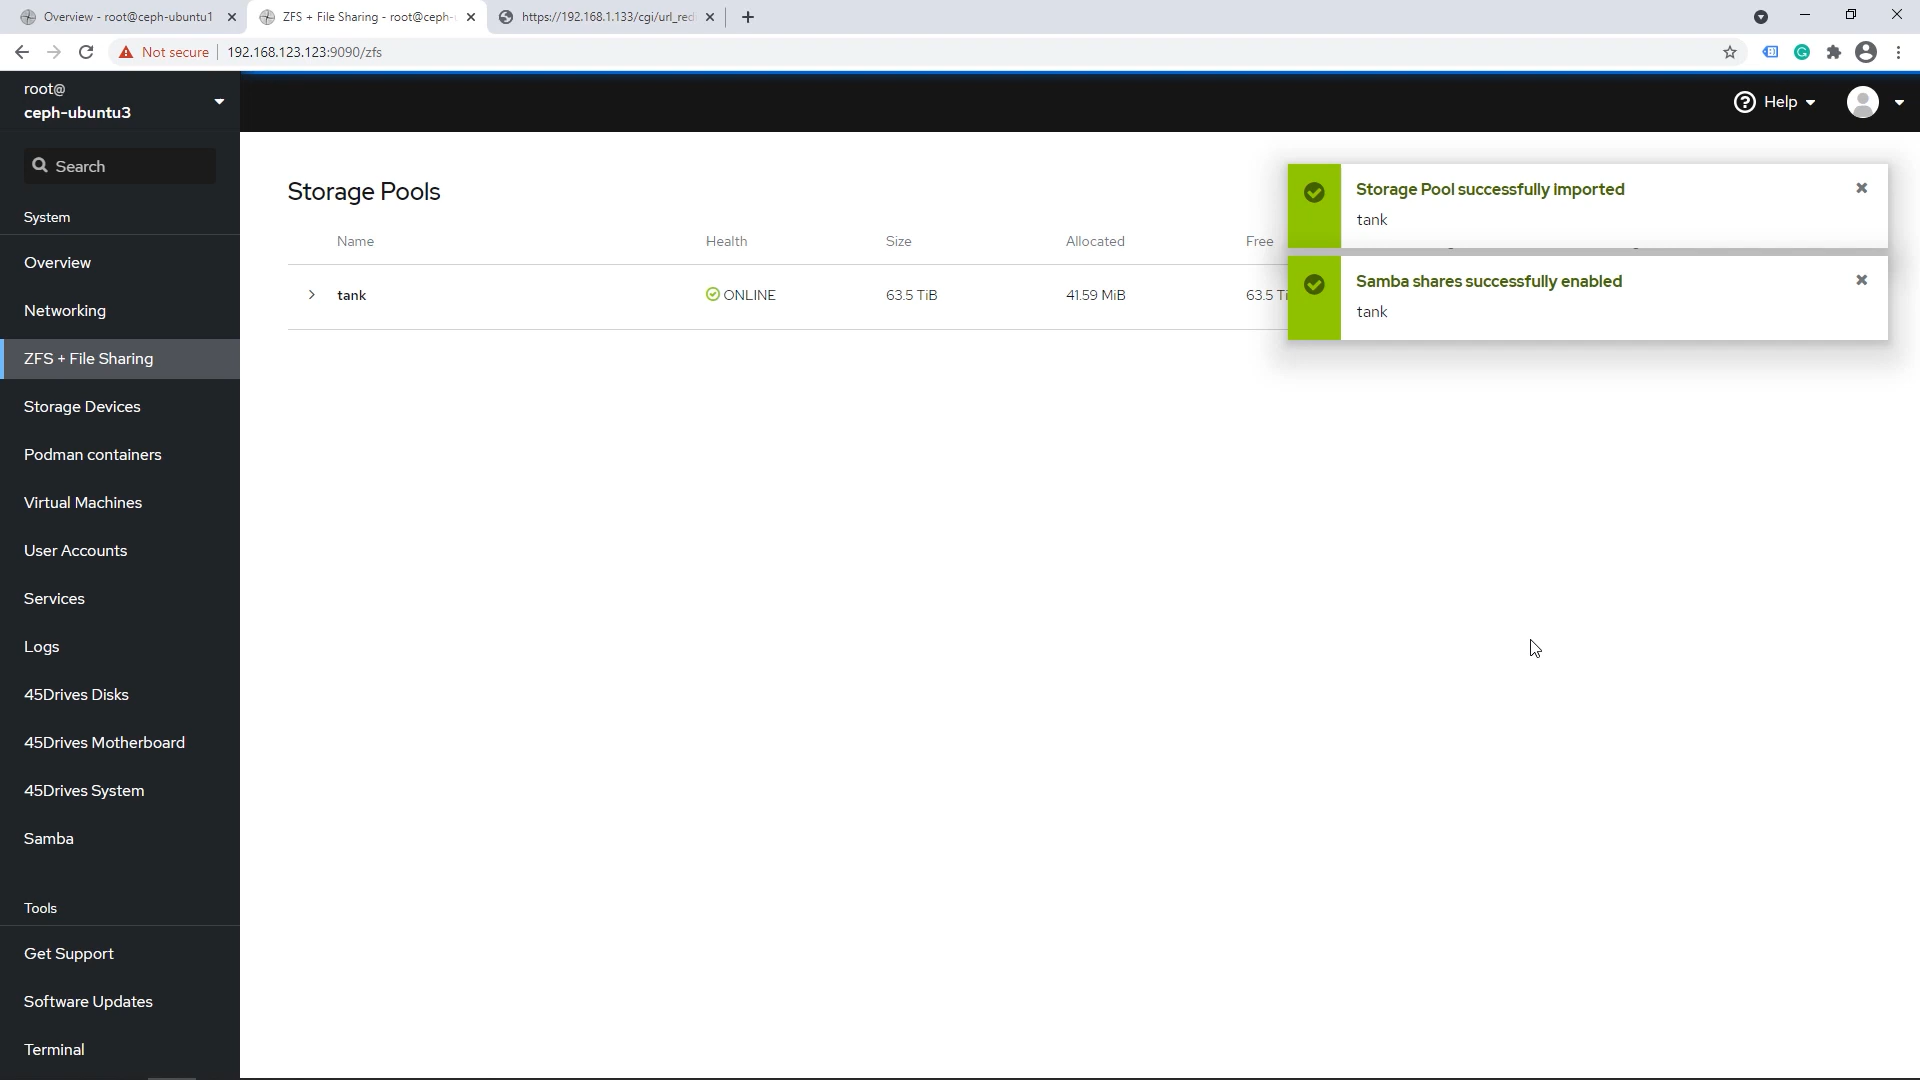 Overview - root@ceph-ubuntu1
ZFS + File Sharing - root@ceph-
https://192.168.1.133/cgi/url_red
Not secure
192.168.123.123:9090/zfs
root@
ceph-ubuntu3
Help
Search
System
Overview
Networking
ZFS + File Sharing
Storage Devices
Podman containers
Virtual Machines
User Accounts
Services
Logs
45Drives Disks
45Drives Motherboard
45Drives System
Samba
Tools
Get Support
Software Updates
Terminal
Storage Pools
Name Health Size Allocated Free
tank ONLINE 63.5 TiB 41.59 MiB 63.5 Ti
Storage Pool successfully imported
tank
Samba shares successfully enabled
tank